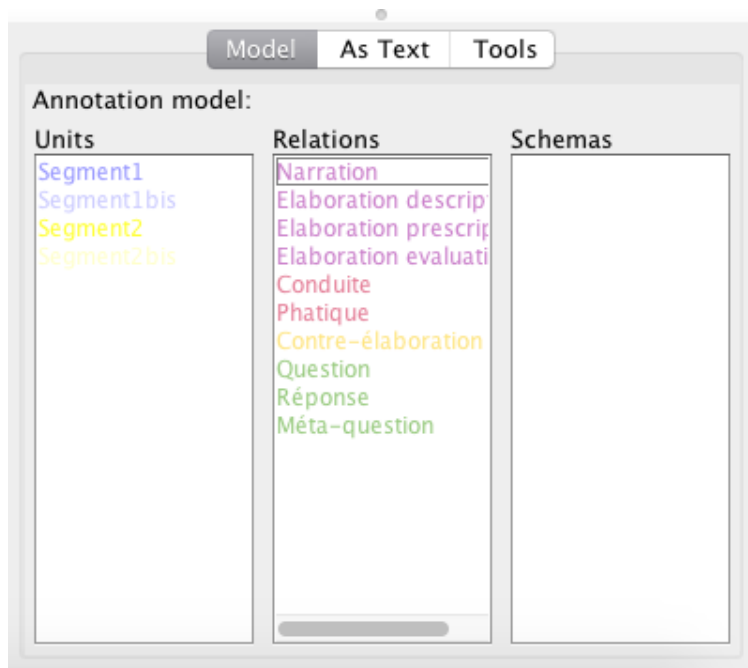 Model As Text Tools
Annotation model:
Units
Segment1
Segment1bis
Segment2
Segment2bis
Relations
Narration
Elaboration descrip
Elaboration prescrip
Elaboration evaluati
Conduite
Phatique
Contre-élaboration
Question
Réponse
Méta-question
Schemas